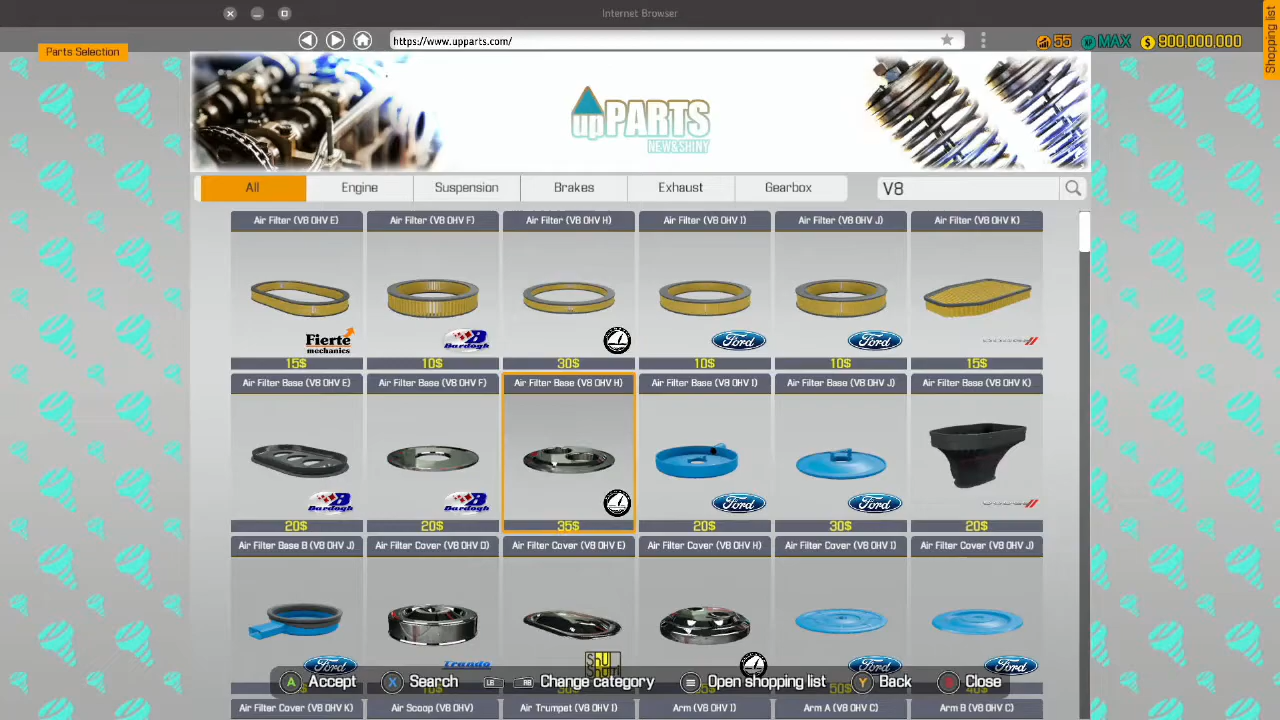 Internet Browser
Parts Selection
https://www.upparts.com/
55
XP MAX
$ 900,000,000
Shopping list
upPARTS
NEW&SHINY
All Engine Suspension Brakes Exhaust Gearbox V8
Air Filter (V8 OHV E) Air Filter (V8 OHV F) Air Filter (V8 OHV H) Air Filter (V8 OHV I) Air Filter (V8 OHV J) Air Filter (V8 OHV K)
Fierte mechanics Bardogh Ford Ford
15$ 10$ 30$ 10$ 10$ 15$
Air Filter Base (V8 OHV E) Air Filter Base (V8 OHV F) Air Filter Base (V8 OHV H) Air Filter Base (V8 OHV I) Air Filter Base (V8 OHV J) Air Filter Base (V8 OHV K)
Bardogh Bardogh Ford Ford
20$ 20$ 35$ 20$ 30$ 20$
Air Filter Base B (V8 OHV J) Air Filter Cover (V8 OHV D) Air Filter Cover (V8 OHV E) Air Filter Cover (V8 OHV H) Air Filter Cover (V8 OHV I) Air Filter Cover (V8 OHV J)
Ford Ford Ford
A Accept X Search LB RB Change category Open shopping list Y Back B Close
Air Filter Cover (V8 OHV K) Air Scoop (V8 OHV) Air Trumpet (V8 OHV I) Arm (V8 OHV I) Arm A (V8 OHV C) Arm B (V8 OHV C)